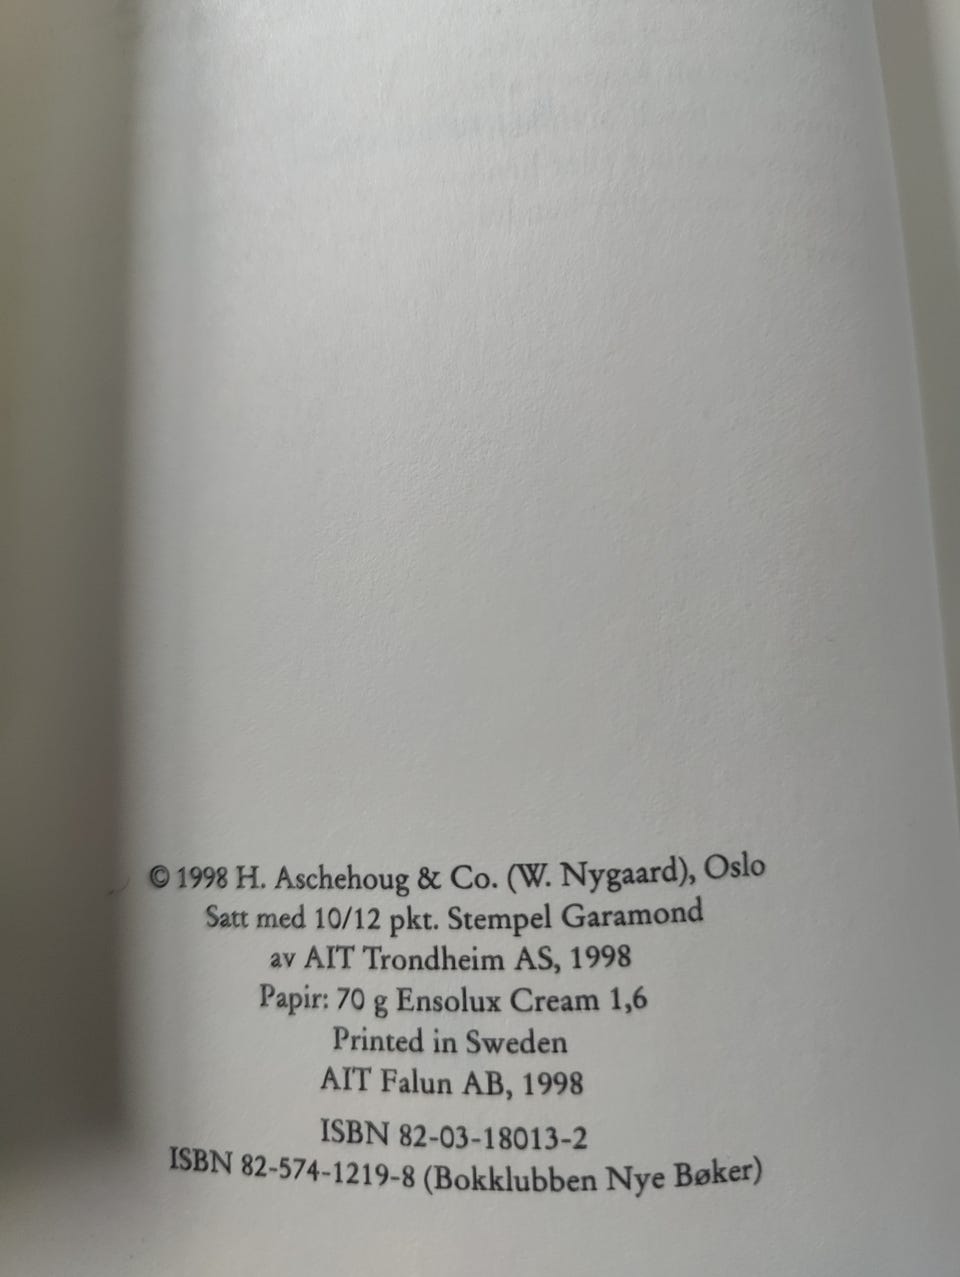 © 1998 H. Aschehoug & Co. (W. Nygaard), Oslo
Satt med 10/12 pkt. Stempel Garamond
av AIT Trondheim AS, 1998
Papir: 70 g Ensolux Cream 1,6
Printed in Sweden
AIT Falun AB, 1998
ISBN 82-03-18013-2
ISBN 82-574-1219-8 (Bokklubben Nye Bøker)